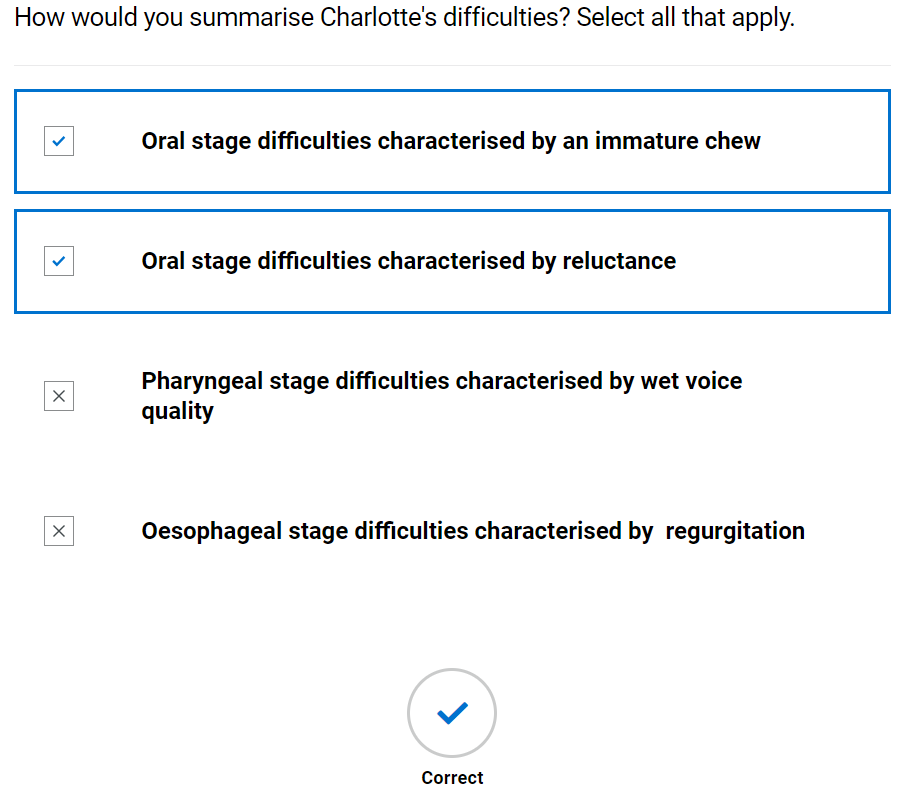 How would you summarise Charlotte's difficulties? Select all that apply.
Oral stage difficulties characterised by an immature chew
Oral stage difficulties characterised by reluctance
Pharyngeal stage difficulties characterised by wet voice
quality
Oesophageal stage difficulties characterised by  regurgitation
Correct